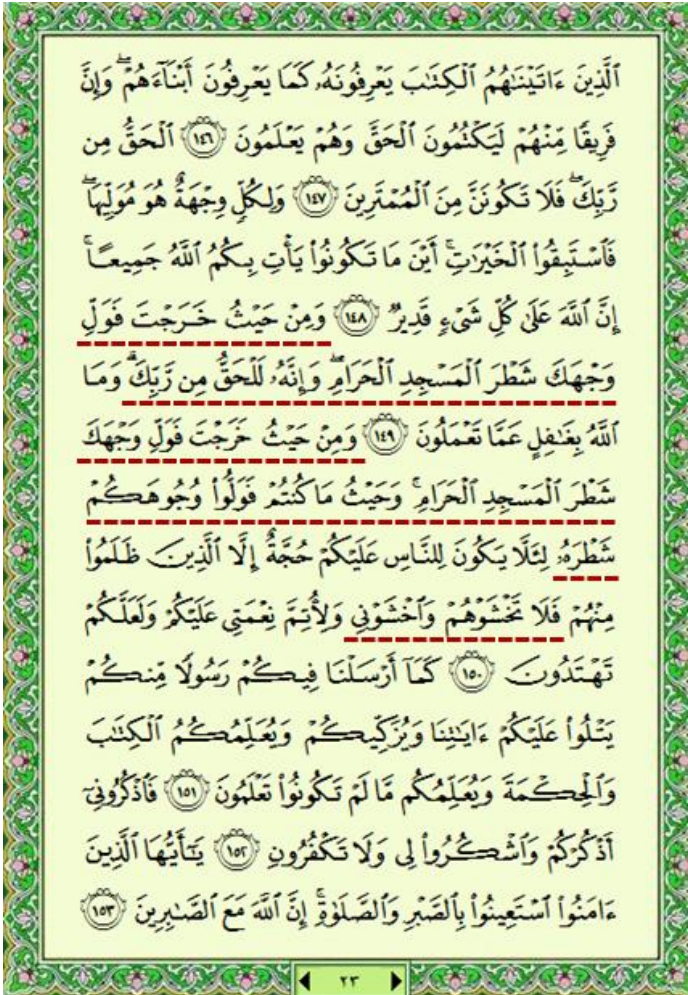 ٱلَّذِينَ ءَاتَيْنَٰهُمُ ٱلْكِتَٰبَ يَعْرِفُونَهُۥ كَمَا يَعْرِفُونَ أَبْنَآءَهُمْ ۖ وَإِنَّ
فَرِيقًا مِّنْهُمْ لَيَكْتُمُونَ ٱلْحَقَّ وَهُمْ يَعْلَمُونَ ﴿١٤٦﴾ ٱلْحَقُّ مِن
رَّبِّكَ ۖ فَلَا تَكُونَنَّ مِنَ ٱلْمُمْتَرِينَ ﴿١٤٧﴾ وَلِكُلٍّ وِجْهَةٌ هُوَ مُوَلِّيهَا ۖ
فَٱسْتَبِقُوا۟ ٱلْخَيْرَٰتِ ۚ أَيْنَ مَا تَكُونُوا۟ يَأْتِ بِكُمُ ٱللَّهُ جَمِيعًا ۚ
إِنَّ ٱللَّهَ عَلَىٰ كُلِّ شَىْءٍ قَدِيرٌ ﴿١٤٨﴾ وَمِنْ حَيْثُ خَرَجْتَ فَوَلِّ
وَجْهَكَ شَطْرَ ٱلْمَسْجِدِ ٱلْحَرَامِ ۖ وَإِنَّهُۥ لَلْحَقُّ مِن رَّبِّكَ ۗ وَمَا
ٱللَّهُ بِغَٰفِلٍ عَمَّا تَعْمَلُونَ ﴿١٤٩﴾ وَمِنْ حَيْثُ خَرَجْتَ فَوَلِّ وَجْهَكَ
شَطْرَ ٱلْمَسْجِدِ ٱلْحَرَامِ ۚ وَحَيْثُ مَا كُنتُمْ فَوَلُّوا۟ وُجُوهَكُمْ
شَطْرَهُۥ لِئَلَّا يَكُونَ لِلنَّاسِ عَلَيْكُمْ حُجَّةٌ إِلَّا ٱلَّذِينَ ظَلَمُوا۟
مِنْهُمْ فَلَا تَخْشَوْهُمْ وَٱخْشَوْنِى وَلِأُتِمَّ نِعْمَتِى عَلَيْكُمْ وَلَعَلَّكُمْ
تَهْتَدُونَ ﴿١٥٠﴾ كَمَآ أَرْسَلْنَا فِيكُمْ رَسُولًا مِّنكُمْ
يَتْلُوا۟ عَلَيْكُمْ ءَايَٰتِنَا وَيُزَكِّيكُمْ وَيُعَلِّمُكُمُ ٱلْكِتَٰبَ
وَٱلْحِكْمَةَ وَيُعَلِّمُكُم مَّا لَمْ تَكُونُوا۟ تَعْلَمُونَ ﴿١٥١﴾ فَٱذْكُرُونِىٓ
أَذْكُرْكُمْ وَٱشْكُرُوا۟ لِى وَلَا تَكْفُرُونِ ﴿١٥٢﴾ يَٰٓأَيُّهَا ٱلَّذِينَ
ءَامَنُوا۟ ٱسْتَعِينُوا۟ بِٱلصَّبْرِ وَٱلصَّلَوٰةِ ۚ إِنَّ ٱللَّهَ مَعَ ٱلصَّٰبِرِينَ ﴿١٥٣﴾
٢٣